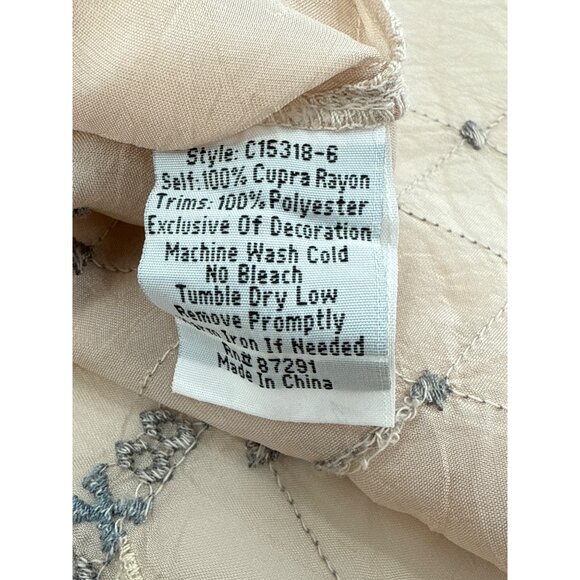 Style: C15318-6
Self: 100% Cupra Rayon
Trims: 100% Polyester
Exclusive Of Decoration
Machine Wash Cold
No Bleach
Tumble Dry Low
Remove Promptly
Iron If Needed
Rn# 87291
Made In China